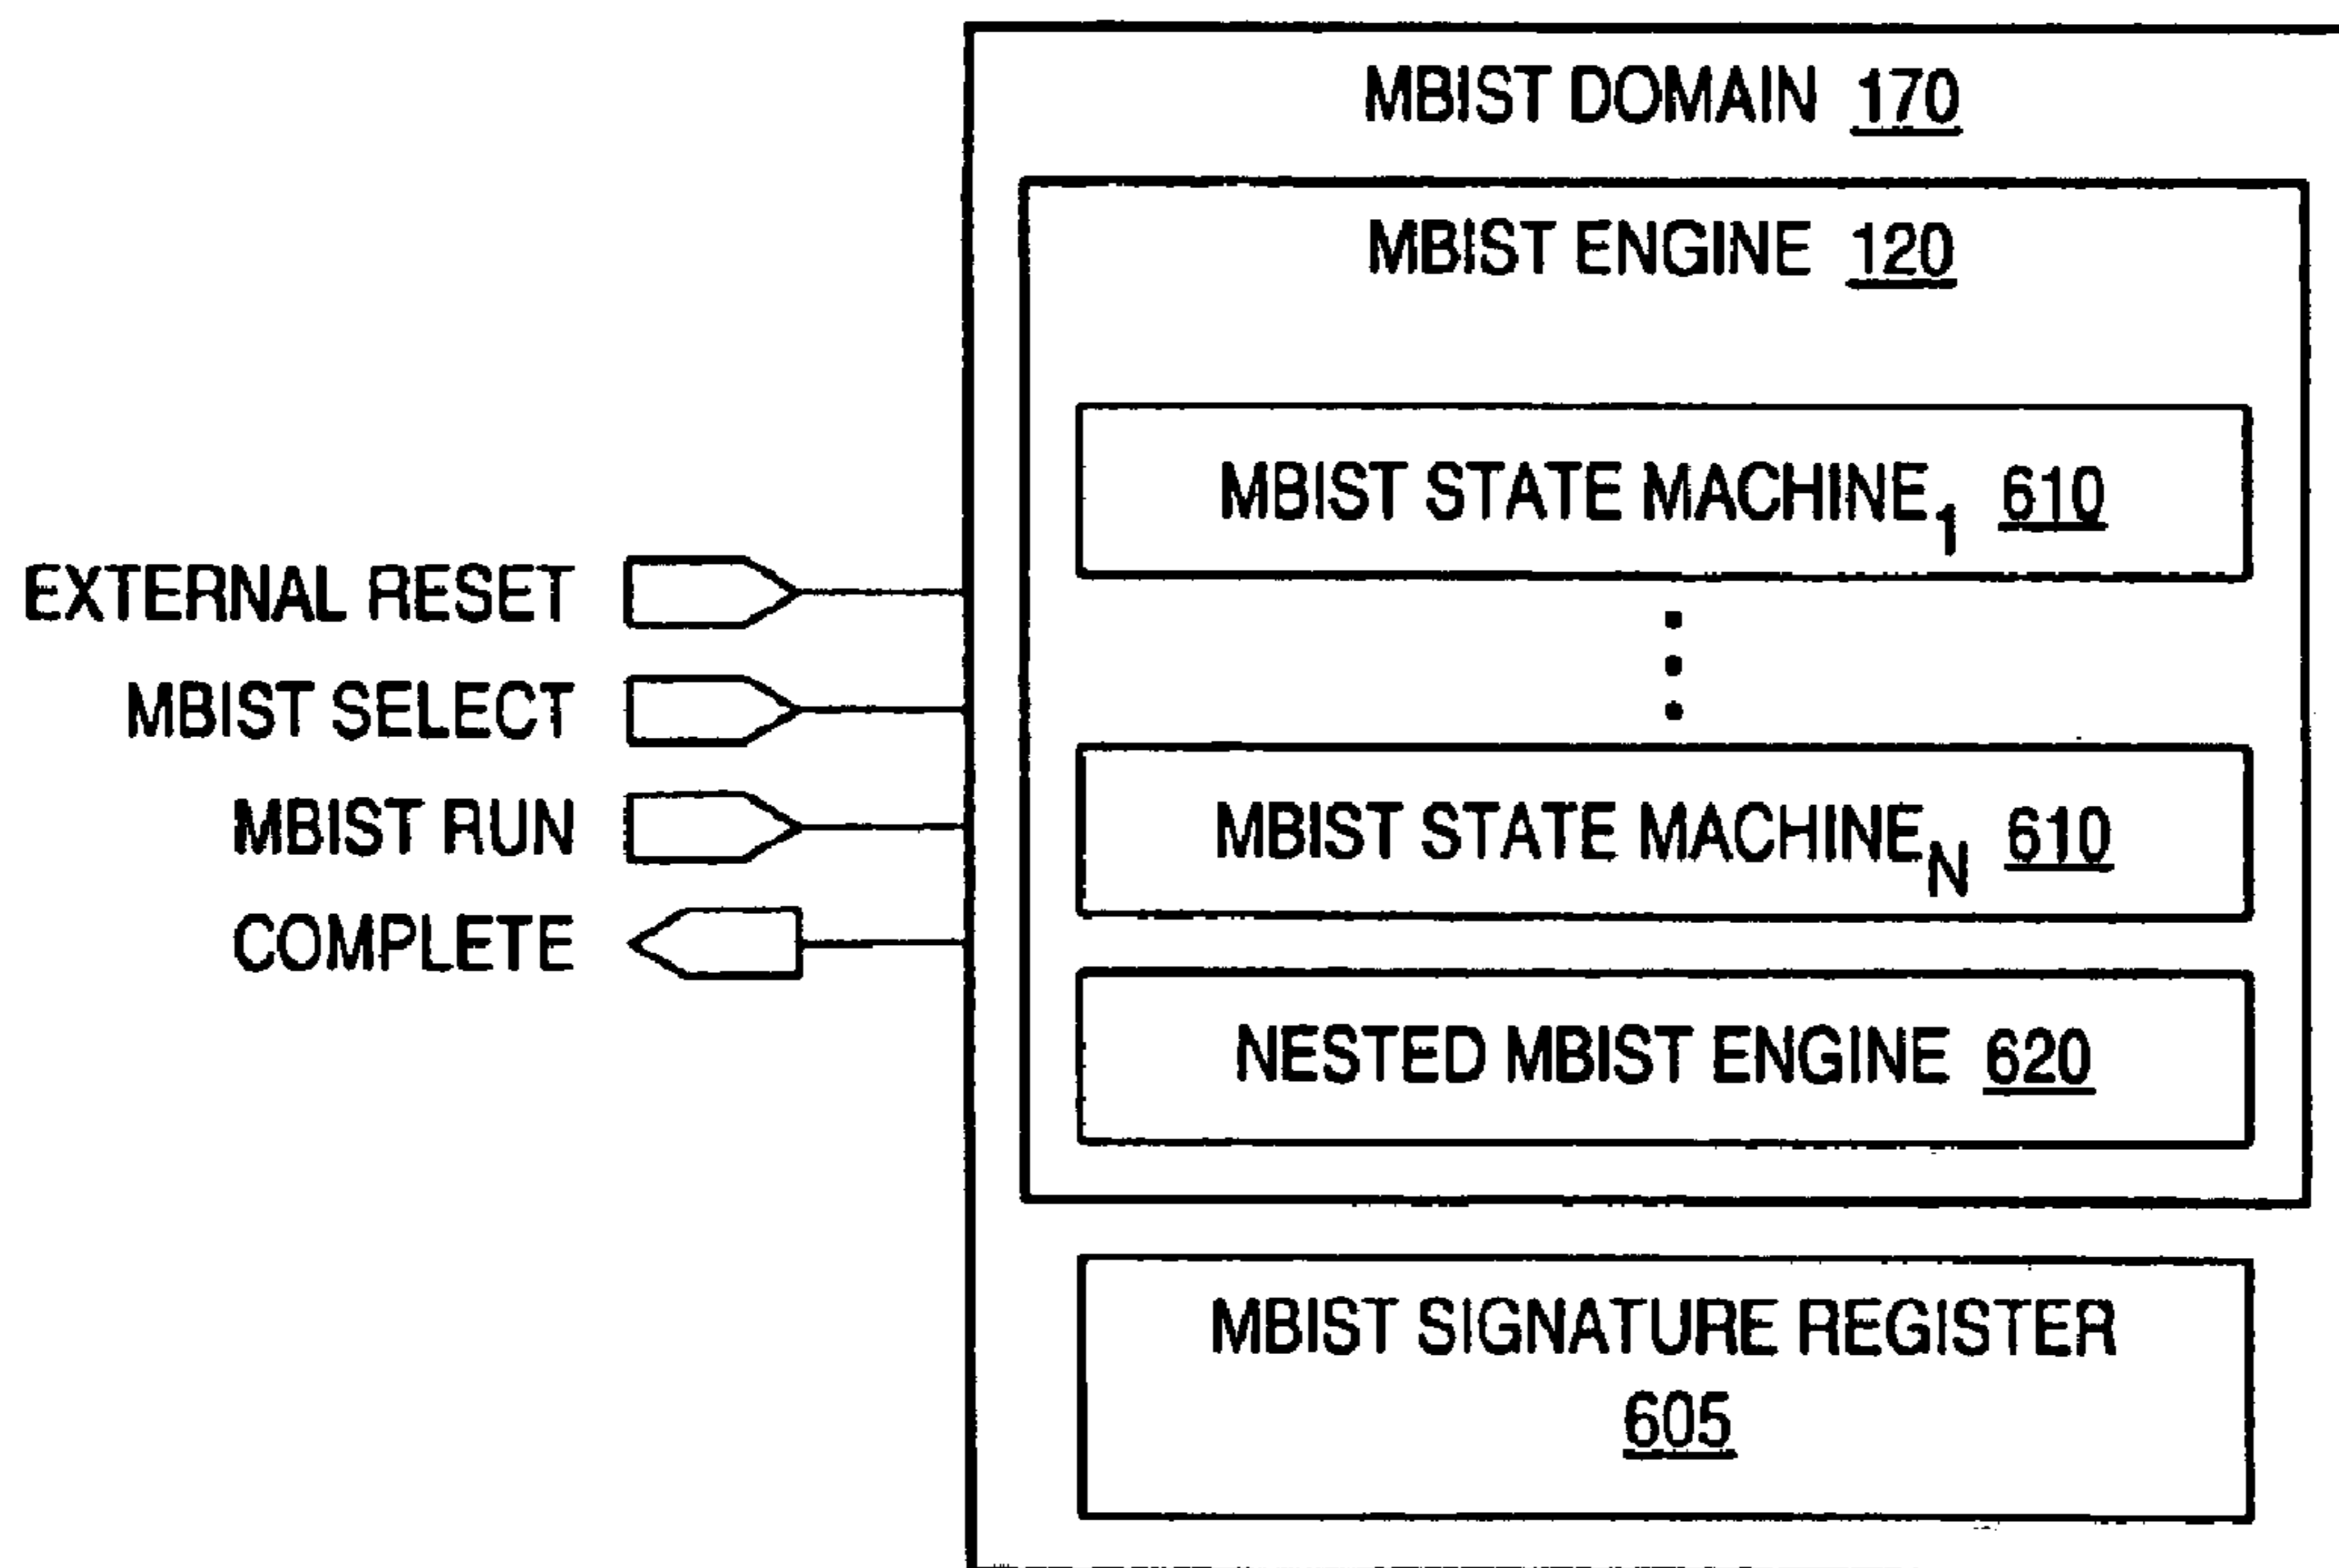 MBIST DOMAIN 170
MBIST ENGINE 120
MBIST STATE MACHINE1 610
EXTERNAL RESET
MBIST SELECT
MBIST RUN
MBIST STATE MACHINEN 610
COMPLETE
NESTED MBIST ENGINE 620
MBIST SIGNATURE REGISTER
605